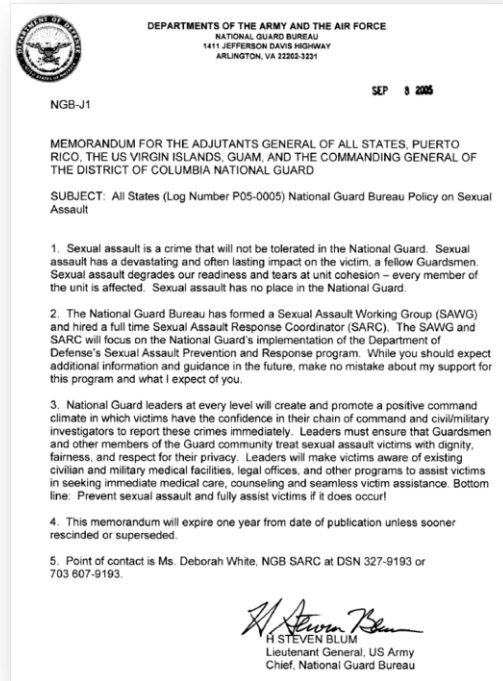 DEPARTMENTS OF THE ARMY AND THE AIR FORCE
NATIONAL GUARD BUREAU
1411 JEFFERSON DAVIS HIGHWAY
ARLINGTON, VA 22202-3231
SEP 8 2005
NGB-J1
MEMORANDUM FOR THE ADJUTANTS GENERAL OF ALL STATES, PUERTO
RICO, THE US VIRGIN ISLANDS, GUAM, AND THE COMMANDING GENERAL OF
THE DISTRICT OF COLUMBIA NATIONAL GUARD
SUBJECT: All States (Log Number P05-0005) National Guard Bureau Policy on Sexual
Assault
1. Sexual assault is a crime that will not be tolerated in the National Guard. Sexual
assault has a devastating and often lasting impact on the victim, a fellow Guardsmen.
Sexual assault degrades our readiness and tears at unit cohesion – every member of
the unit is affected. Sexual assault has no place in the National Guard.
2. The National Guard Bureau has formed a Sexual Assault Working Group (SAWG)
and hired a full time Sexual Assault Response Coordinator (SARC). The SAWG and
SARC will focus on the National Guard's implementation of the Department of
Defense's Sexual Assault Prevention and Response program. While you should expect
additional information and guidance in the future, make no mistake about my support for
this program and what I expect of you.
3. National Guard leaders at every level will create and promote a positive command
climate in which victims have the confidence in their chain of command and civil/military
investigators to report these crimes immediately. Leaders must ensure that Guardsmen
and other members of the Guard community treat sexual assault victims with dignity,
fairness, and respect for their privacy. Leaders will make victims aware of existing
civilian and military medical facilities, legal offices, and other programs to assist victims
in seeking immediate medical care, counseling and seamless victim assistance. Bottom
line: Prevent sexual assault and fully assist victims if it does occur!
4. This memorandum will expire one year from date of publication unless sooner
rescinded or superseded.
5. Point of contact is Ms. Deborah White, NGB SARC at DSN 327-9193 or
703 607-9193.
H Steven Blum
H STEVEN BLUM
Lieutenant General, US Army
Chief, National Guard Bureau